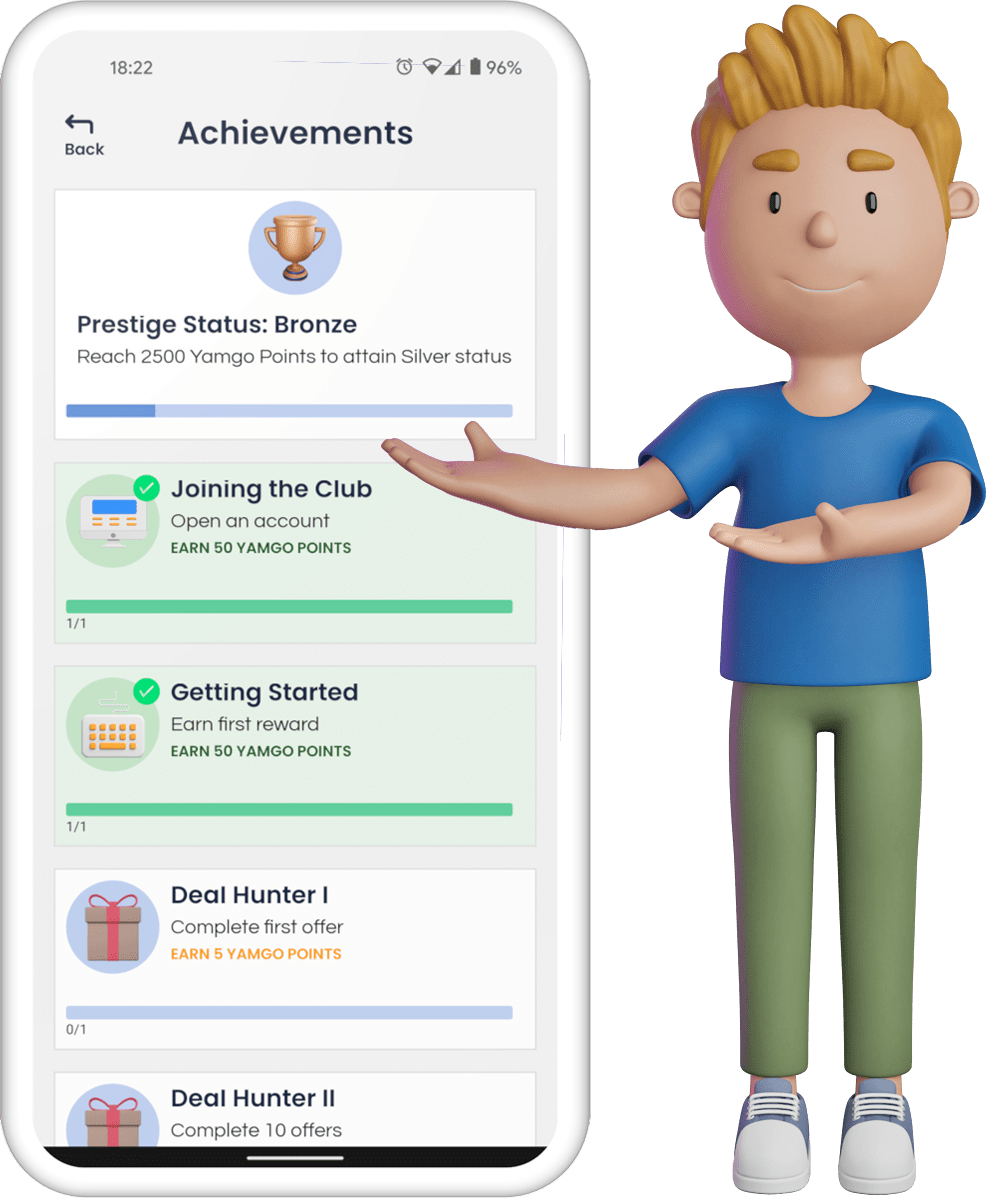 18:22 96%
Back
Achievements
Prestige Status: Bronze
Reach 2500 Yamgo Points to attain Silver status
Joining the Club
Open an account
EARN 50 YAMGO POINTS
1/1
Getting Started
Earn first reward
EARN 50 YAMGO POINTS
1/1
Deal Hunter I
Complete first offer
EARN 5 YAMGO POINTS
0/1
Deal Hunter II
Complete 10 offers